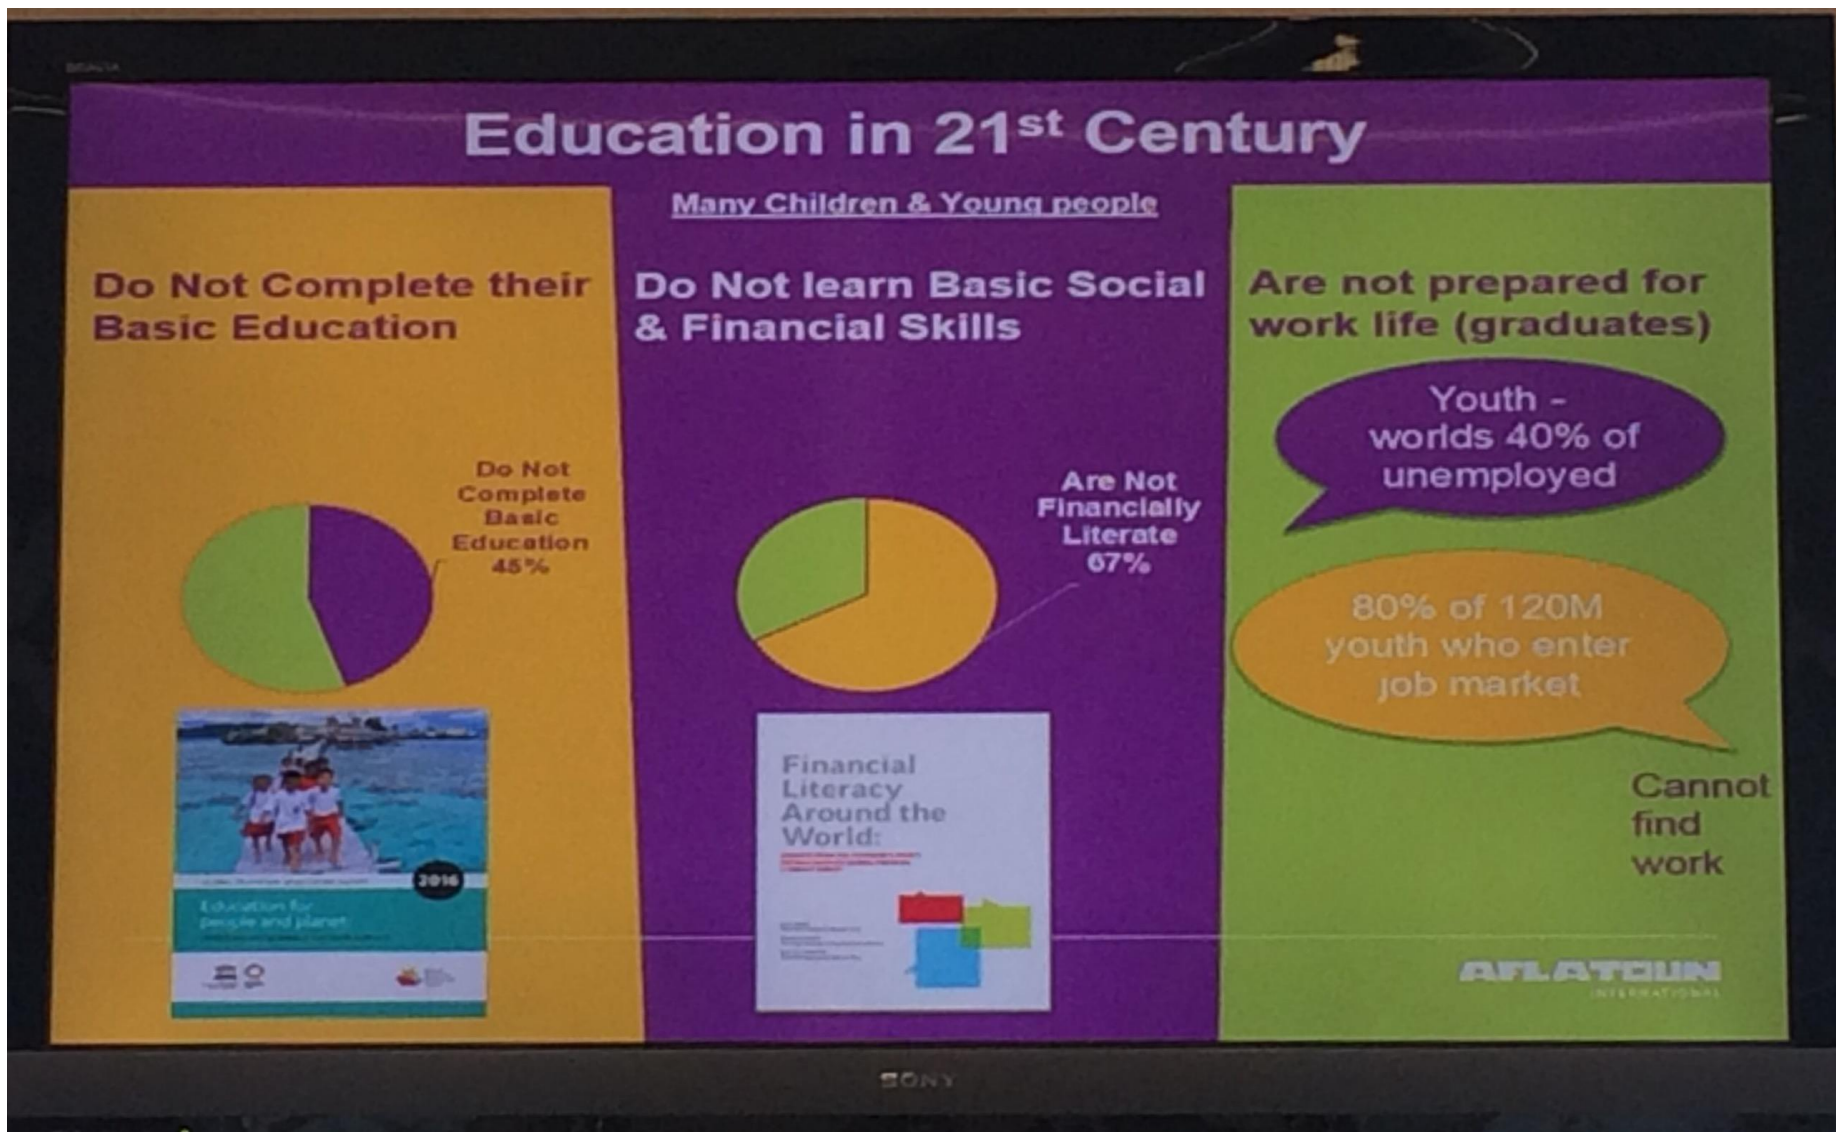 BRAVIA
Education in 21st Century
Many Children & Young people
Do Not Complete their
Basic Education
Do Not
Complete
Basic
Education
45%
2016
Education for
people and planet:
Do Not learn Basic Social
& Financial Skills
Are Not
Financially
Literate
67%
Financial
Literacy
Around the
World:
Are not prepared for
work life (graduates)
Youth -
worlds 40% of
unemployed
80% of 120M
youth who enter
job market
Cannot
find
work
AFLATOUN
INTERNATIONAL
SONY